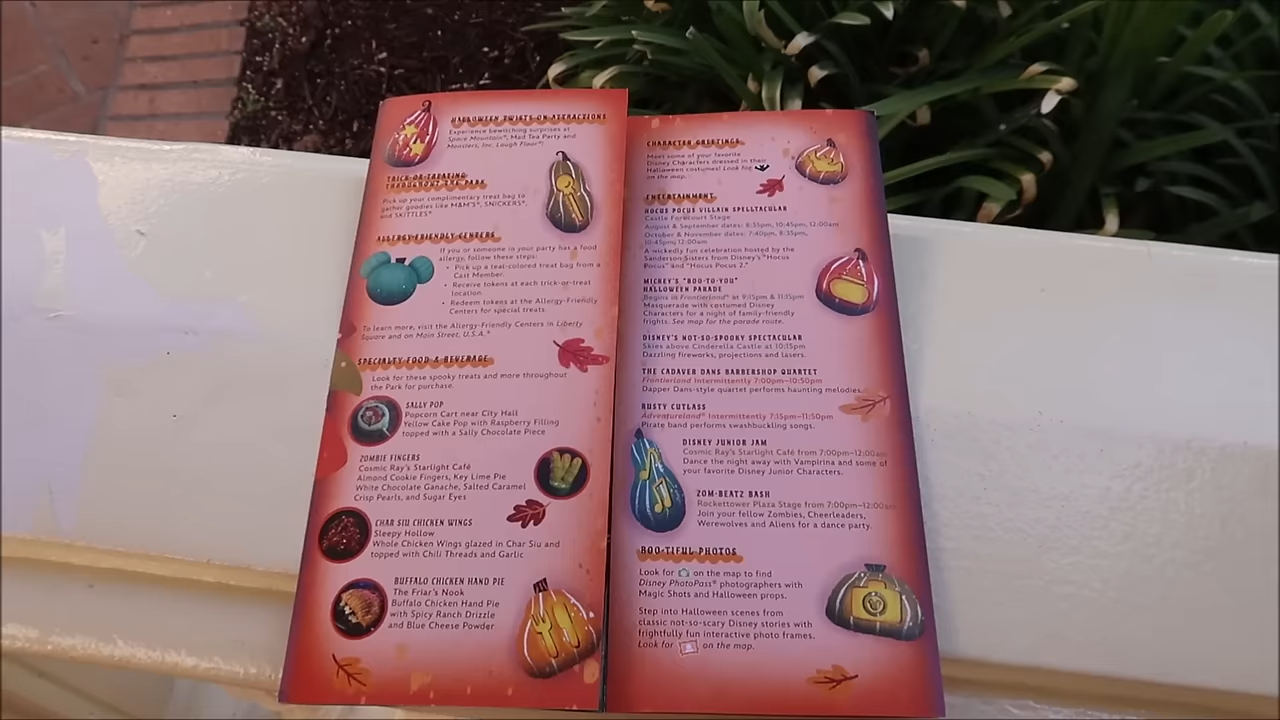 HALLOWEEN TWISTS ON ATTRACTIONS
Experience bewitching surprises at
Space Mountain®, Mad Tea Party and
Monsters, Inc. Laugh Floor®!
TRICK-OR-TREATING
THROUGHOUT THE PARK
Pick up your complimentary treat bag to
gather goodies like M&M'S®, SNICKERS®,
and SKITTLES®
ALLERGY-FRIENDLY CENTERS
If you or someone in your party has a food
allergy, follow these steps:
• Pick up a teal-colored treat bag from a
Cast Member.
• Receive tokens at each trick-or-treat
location.
• Redeem tokens at the Allergy-Friendly
Centers for special treats.
To learn more, visit the Allergy-Friendly Centers in Liberty
Square and on Main Street, U.S.A.®
SPECIALTY FOOD & BEVERAGE
Look for these spooky treats and more throughout
the Park for purchase.
SALLY POP
Popcorn Cart near City Hall
Yellow Cake Pop with Raspberry Filling
topped with a Sally Chocolate Piece
ZOMBIE FINGERS
Cosmic Ray's Starlight Café
Almond Cookie Fingers, Key Lime Pie
White Chocolate Ganache, Salted Caramel
Crisp Pearls, and Sugar Eyes
CHAR SIU CHICKEN WINGS
Sleepy Hollow
Whole Chicken Wings glazed in Char Siu and
topped with Chili Threads and Garlic
BUFFALO CHICKEN HAND PIE
The Friar's Nook
Buffalo Chicken Hand Pie
with Spicy Ranch Drizzle
and Blue Cheese Powder
CHARACTER GREETINGS
Meet some of your favorite
Disney Characters dressed in their
Halloween costumes! Look for
on the map.
ENTERTAINMENT
HOCUS POCUS VILLAIN SPELLTACULAR
Castle Forecourt Stage
August & September dates: 8:35pm, 10:45pm, 12:00am
October & November dates: 7:40pm, 8:35pm,
10:45pm, 12:00am
A wickedly fun celebration hosted by the
Sanderson Sisters from Disney's "Hocus
Pocus" and "Hocus Pocus 2."
MICKEY'S "BOO-TO-YOU"
HALLOWEEN PARADE
Begins in Frontierland® at 9:15pm & 11:15pm
Masquerade with costumed Disney
Characters for a night of family-friendly
frights. See map for the parade route.
DISNEY'S NOT-SO-SPOOKY SPECTACULAR
Skies above Cinderella Castle at 10:15pm
Dazzling fireworks, projections and lasers.
THE CADAVER DANS BARBERSHOP QUARTET
Frontierland Intermittently 7:00pm–10:50pm
Dapper Dans-style quartet performs haunting melodies.
RUSTY CUTLASS
Adventureland® Intermittently 7:15pm–11:50pm
Pirate band performs swashbuckling songs.
DISNEY JUNIOR JAM
Cosmic Ray's Starlight Café from 7:00pm–12:00am
Dance the night away with Vampirina and some of
your favorite Disney Junior Characters.
ZOM-BEATZ BASH
Rockettower Plaza Stage from 7:00pm–12:00am
Join your fellow Zombies, Cheerleaders,
Werewolves and Aliens for a dance party.
BOO-TIFUL PHOTOS
Look for on the map to find
Disney PhotoPass® photographers with
Magic Shots and Halloween props.
Step into Halloween scenes from
classic not-so-scary Disney stories with
frightfully fun interactive photo frames.
Look for on the map.